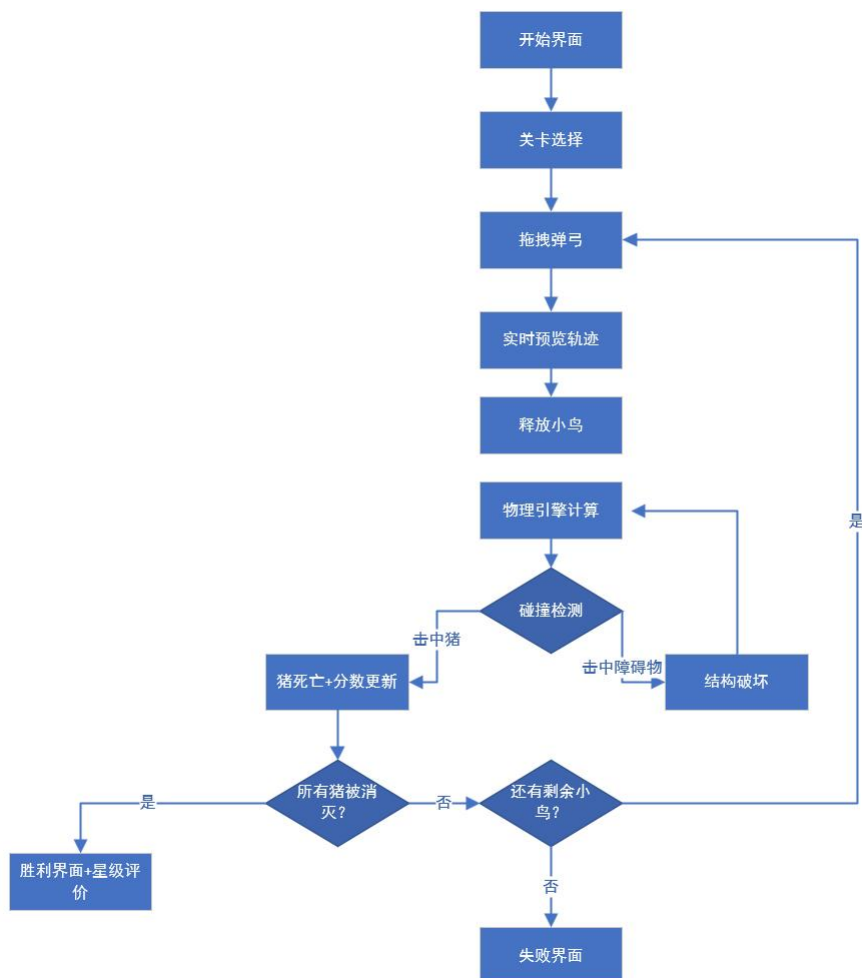 开始界面
关卡选择
拖拽弹弓
实时预览轨迹
释放小鸟
物理引擎计算
是
碰撞检测
击中猪
击中障碍物
猪死亡+分数更新
结构破坏
所有猪被消
灭？
还有剩余小
鸟？
是
否
胜利界面+星级评
价
否
失败界面